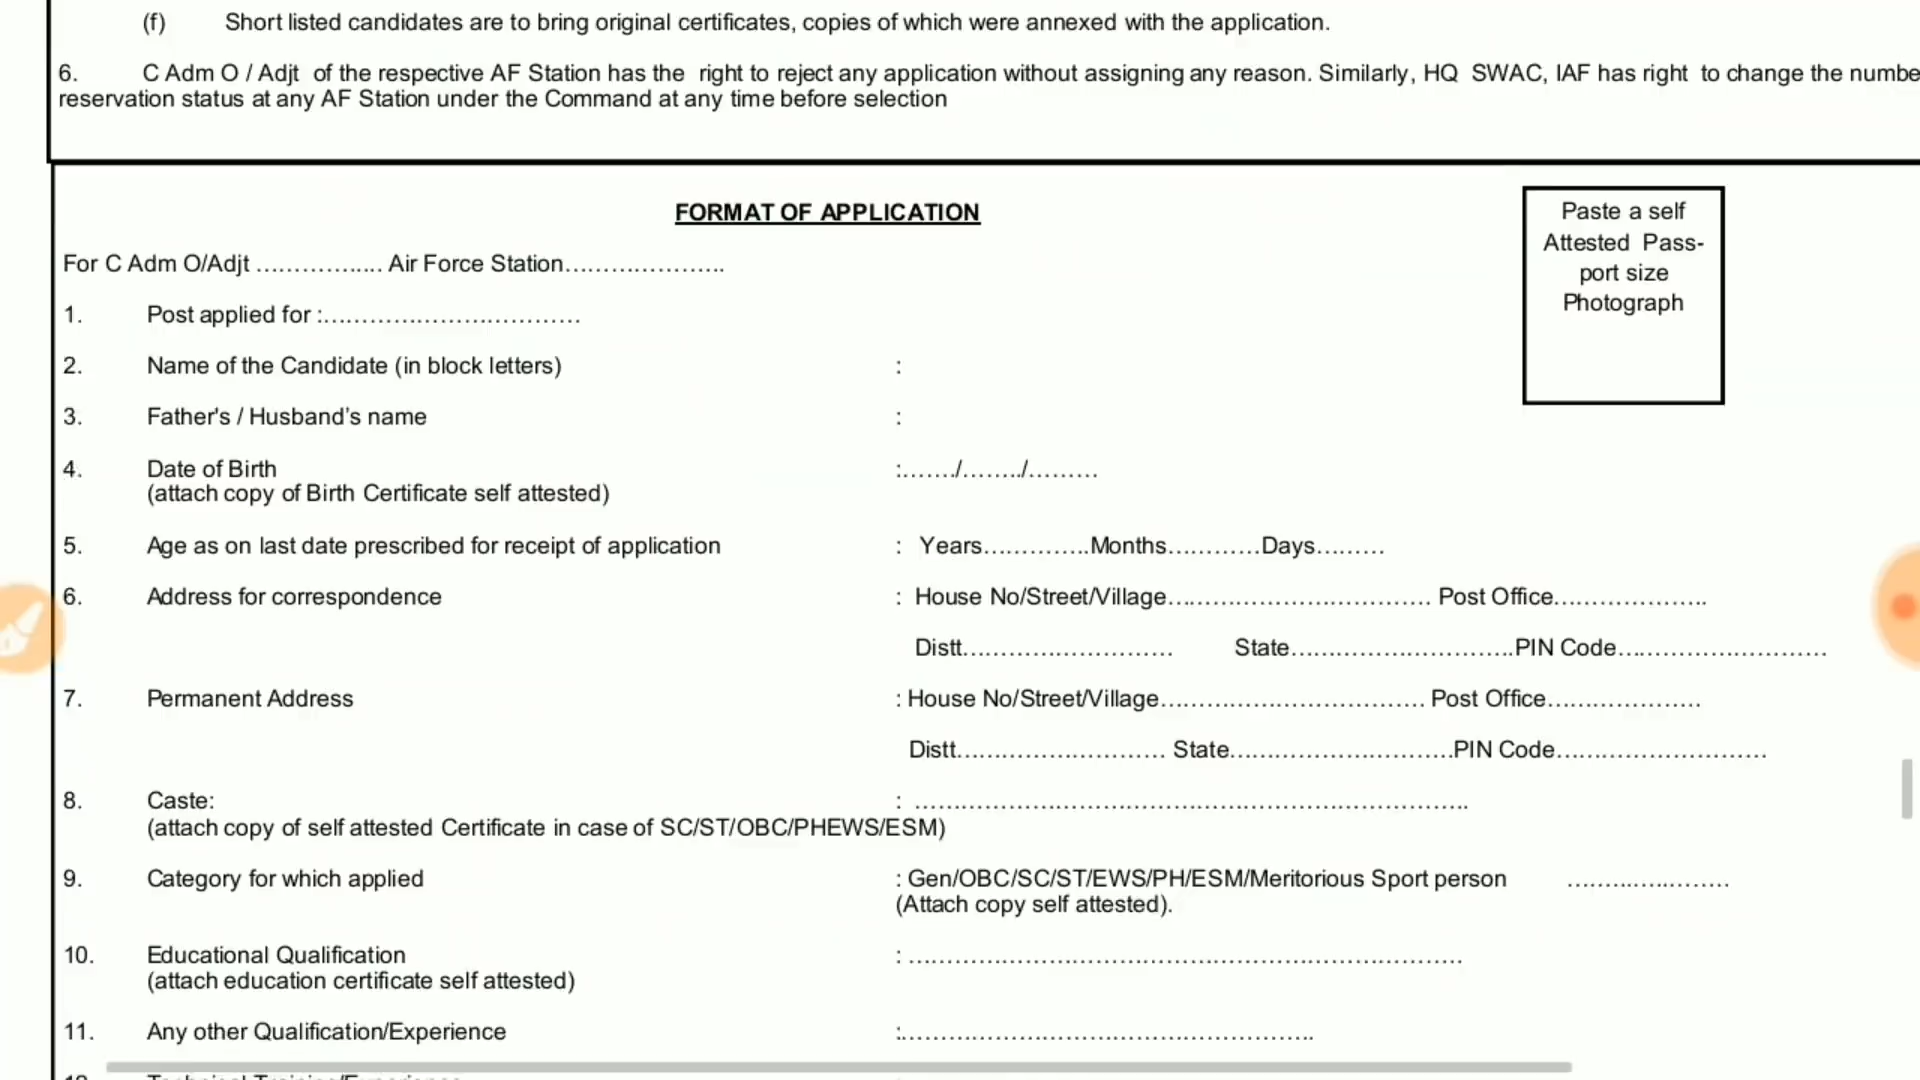 (f) Short listed candidates are to bring original certificates, copies of which were annexed with the application.
6. C Adm O / Adjt of the respective AF Station has the right to reject any application without assigning any reason. Similarly, HQ SWAC, IAF has right to change the
reservation status at any AF Station under the Command at any time before selection
FORMAT OF APPLICATION
Paste a self
Attested Pass-
port size
Photograph
For C Adm O/Adjt ................ Air Force Station....................
1. Post applied for :.................................
2. Name of the Candidate (in block letters) :
3. Father's / Husband's name :
4. Date of Birth :......./......../.........
(attach copy of Birth Certificate self attested)
5. Age as on last date prescribed for receipt of application : Years..............Months............Days.........
6. Address for correspondence : House No/Street/Village.................................. Post Office....................
Distt........................... State.............................PIN Code...........................
7. Permanent Address : House No/Street/Village.................................. Post Office....................
Distt........................... State.............................PIN Code...........................
8. Caste: : ......................................................................
(attach copy of self attested Certificate in case of SC/ST/OBC/PHEWS/ESM)
9. Category for which applied : Gen/OBC/SC/ST/EWS/PH/ESM/Meritorious Sport person .....................
(Attach copy self attested).
10. Educational Qualification : ......................................................................
(attach education certificate self attested)
11. Any other Qualification/Experience :.....................................................